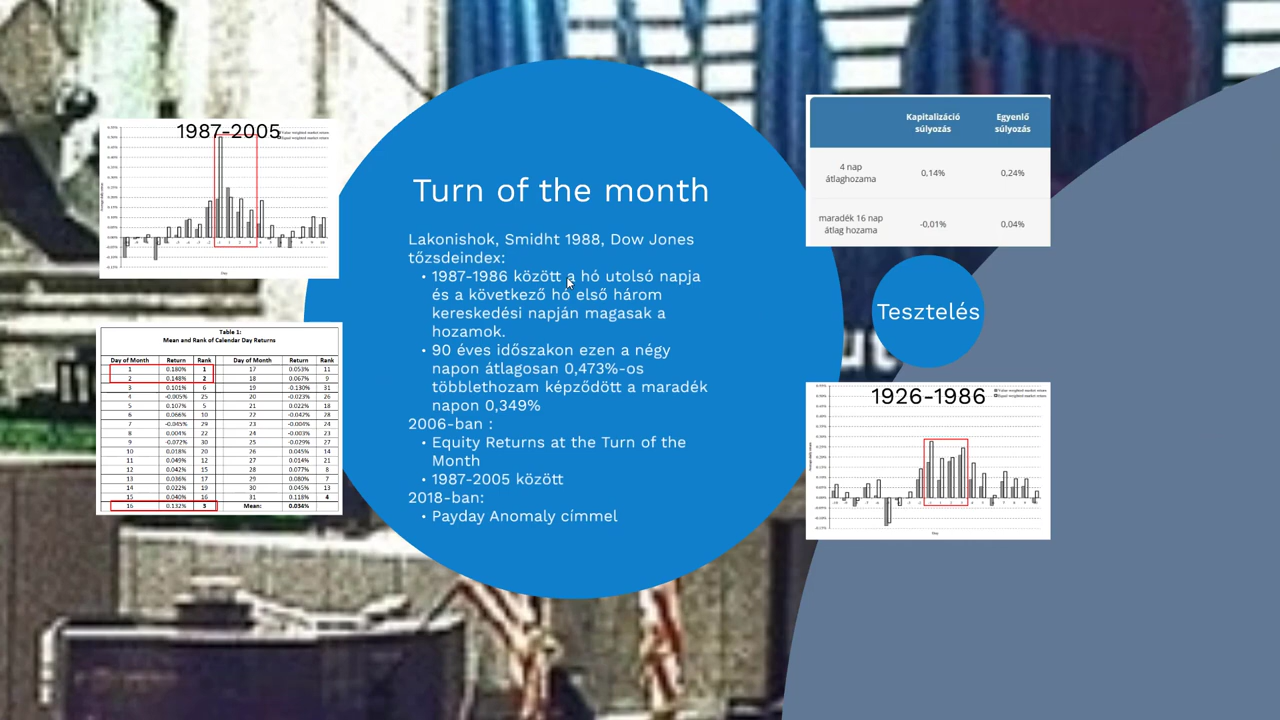 Turn of the month
Lakonishok, Smidht 1988, Dow Jones
tőzsdeindex:
• 1987-1986 között a hó utolsó napja
és a következő hó első három
kereskedési napján magasak a
hozamok.
• 90 éves időszakon ezen a négy
napon átlagosan 0,473%-os
többlethozam képződött a maradék
napon 0,349%
2006-ban :
• Equity Returns at the Turn of the
Month
• 1987-2005 között
2018-ban:
• Payday Anomaly címmel
1987-2005
Table 1:
Mean and Rank of Calendar Day Returns
Day of Month Return Rank Day of Month Return Rank
1 0.180% 1 17 0.053% 11
2 0.148% 2 18 0.067% 9
3 0.101% 6 19 -0.130% 31
4 -0.005% 25 20 -0.023% 26
5 0.107% 5 21 0.022% 18
6 0.066% 10 22 -0.042% 28
7 -0.045% 29 23 -0.004% 24
8 0.004% 22 24 -0.003% 23
9 -0.072% 30 25 -0.029% 27
10 0.018% 20 26 0.045% 14
11 0.049% 12 27 0.014% 21
12 0.042% 15 28 0.077% 8
13 0.036% 17 29 0.080% 7
14 0.022% 19 30 0.045% 13
15 0.040% 16 31 0.118% 4
16 0.132% 3 Mean: 0.034%
Kapitalizáció
súlyozás
Egyenlő
súlyozás
4 nap
átlaghozama
0,14% 0,24%
maradék 16 nap
átlag hozama
-0,01% 0,04%
Tesztelés
1926-1986